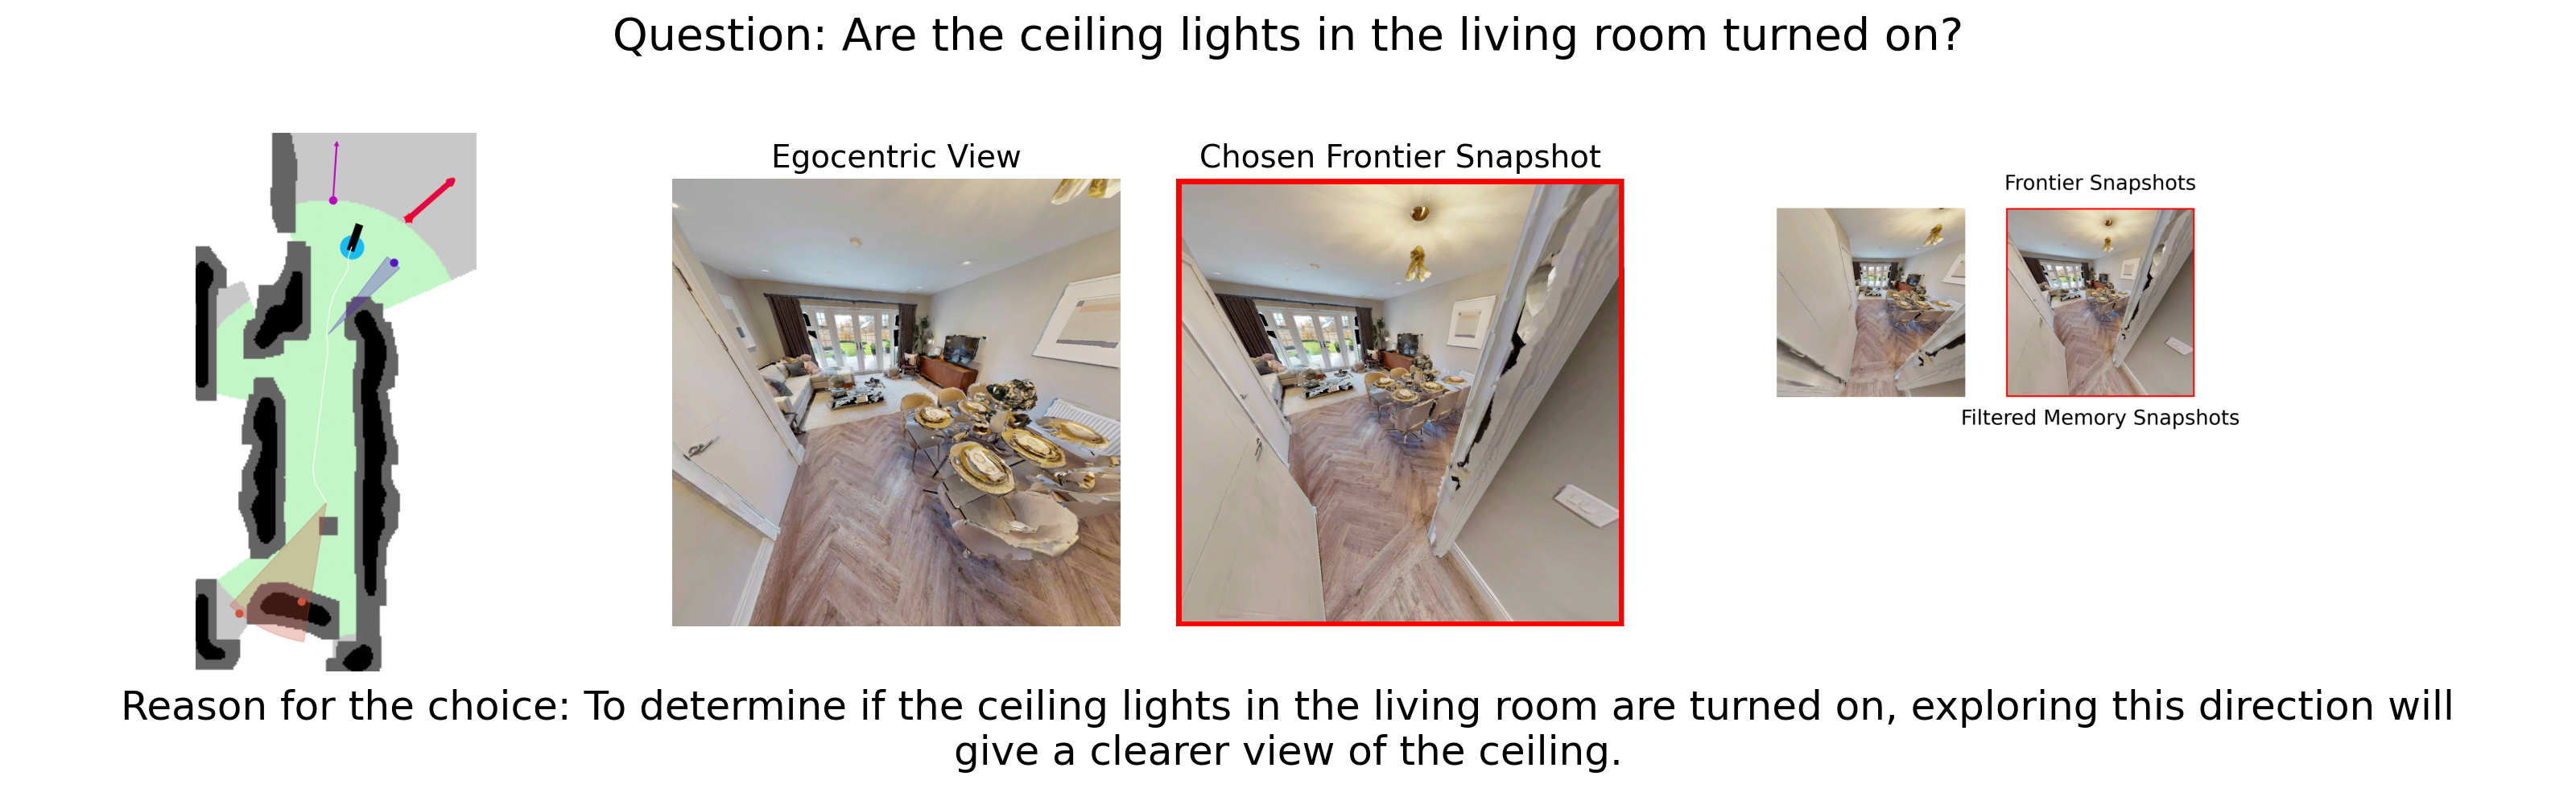 Question: Are the ceiling lights in the living room turned on?
Egocentric View
Chosen Frontier Snapshot
Frontier Snapshots
Filtered Memory Snapshots
Reason for the choice: To determine if the ceiling lights in the living room are turned on, exploring this direction will
give a clearer view of the ceiling.